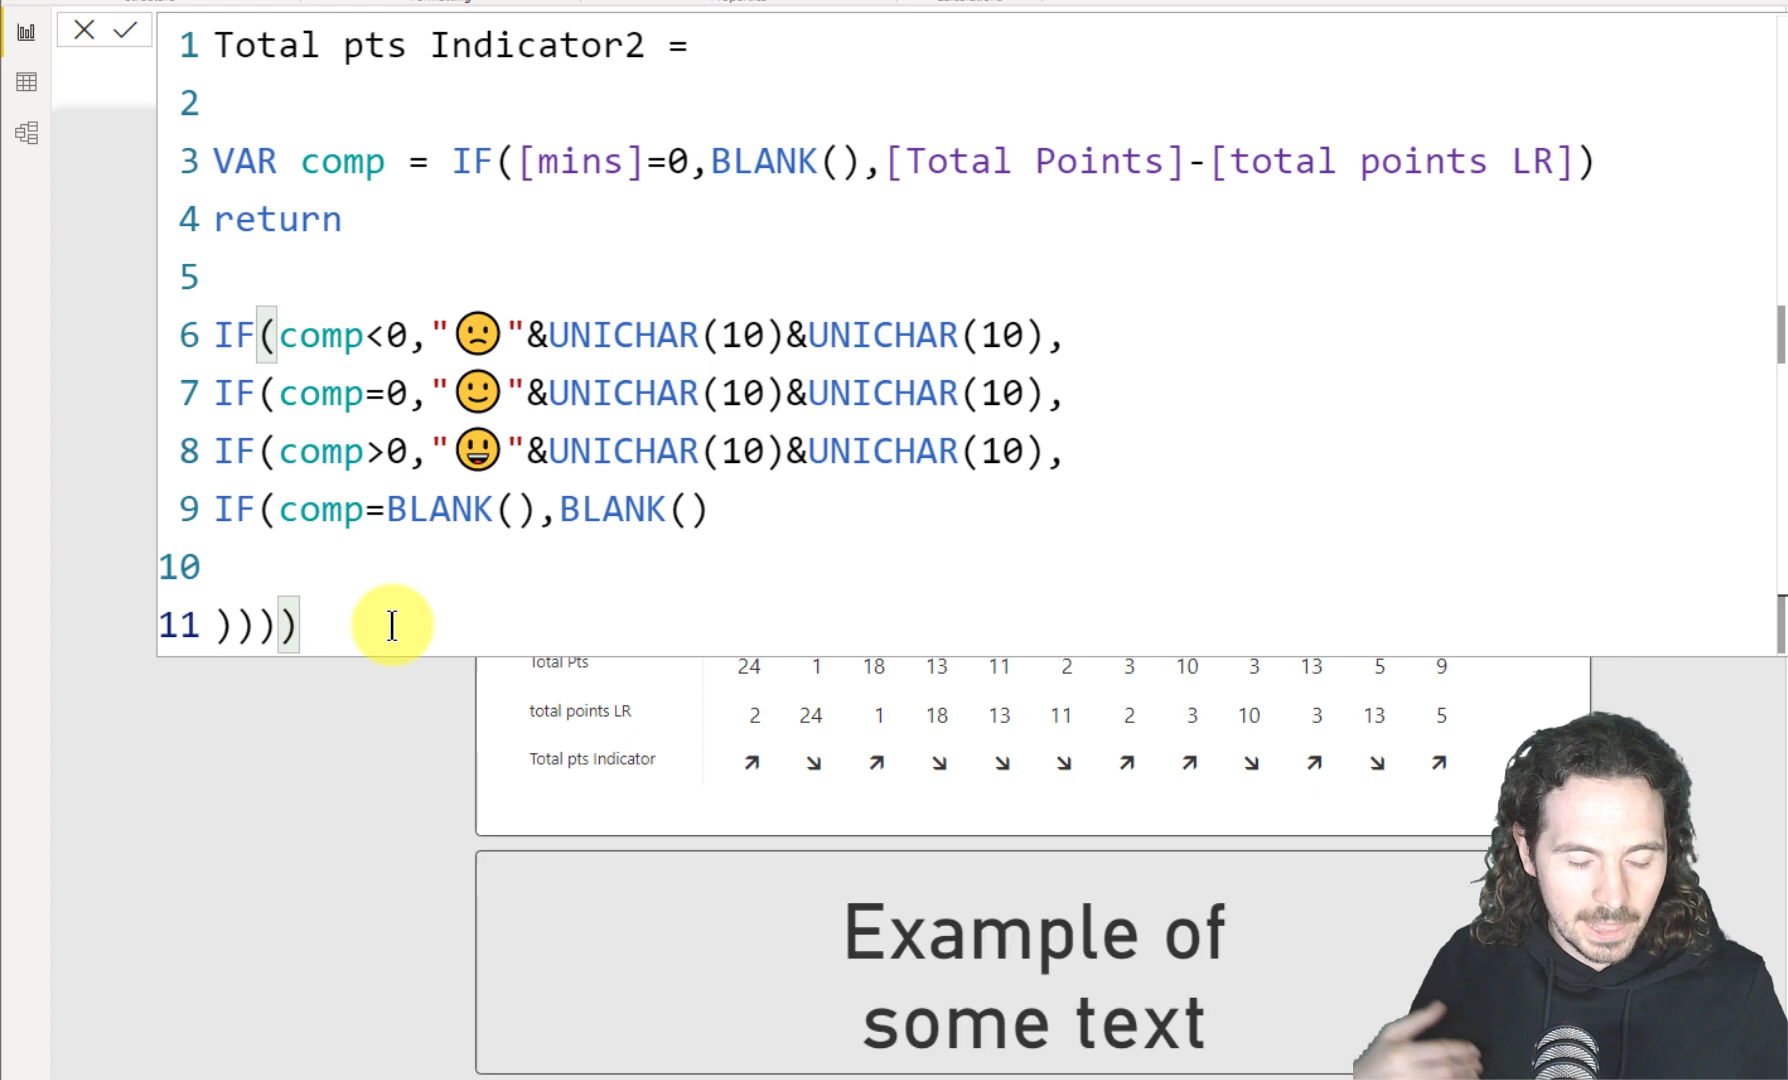 1 Total pts Indicator2 =
2
3 VAR comp = IF([mins]=0,BLANK(),[Total Points]-[total points LR])
4 return
5
6 IF(comp<0,"🙁"&UNICHAR(10)&UNICHAR(10),
7 IF(comp=0,"🙂"&UNICHAR(10)&UNICHAR(10),
8 IF(comp>0,"😀"&UNICHAR(10)&UNICHAR(10),
9 IF(comp=BLANK(),BLANK()
10
11 ))))
Total Pts 24 1 18 13 11 2 3 10 3 13 5 9
total points LR 2 24 1 18 13 11 2 3 10 3 13 5
Total pts Indicator ↗ ↘ ↗ ↘ ↘ ↘ ↗ ↗ ↘ ↗ ↘ ↗
Example of
some text